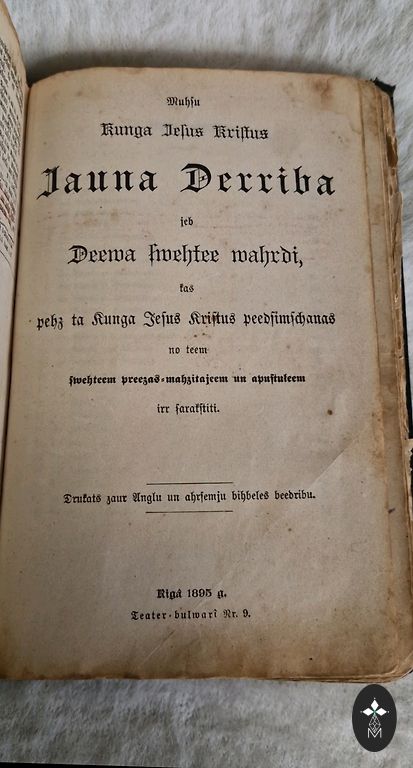 Muhsu
Kunga Jesus Kristus
Jauna Derriba
jeb
Deewa ſwehtee wahrdi,
kas
pehz ta Kunga Jeſus Kriſtus peedſimſchanas
no teem
ſwehteem preezas-mahzitajeem un apuſtuleem
irr ſarakſtiti.
Drukats zaur Anglu un ahrſemju bihbeles beedribu.
Rigâ 1895 g.
Teater-bulwarî Nr. 9.
M